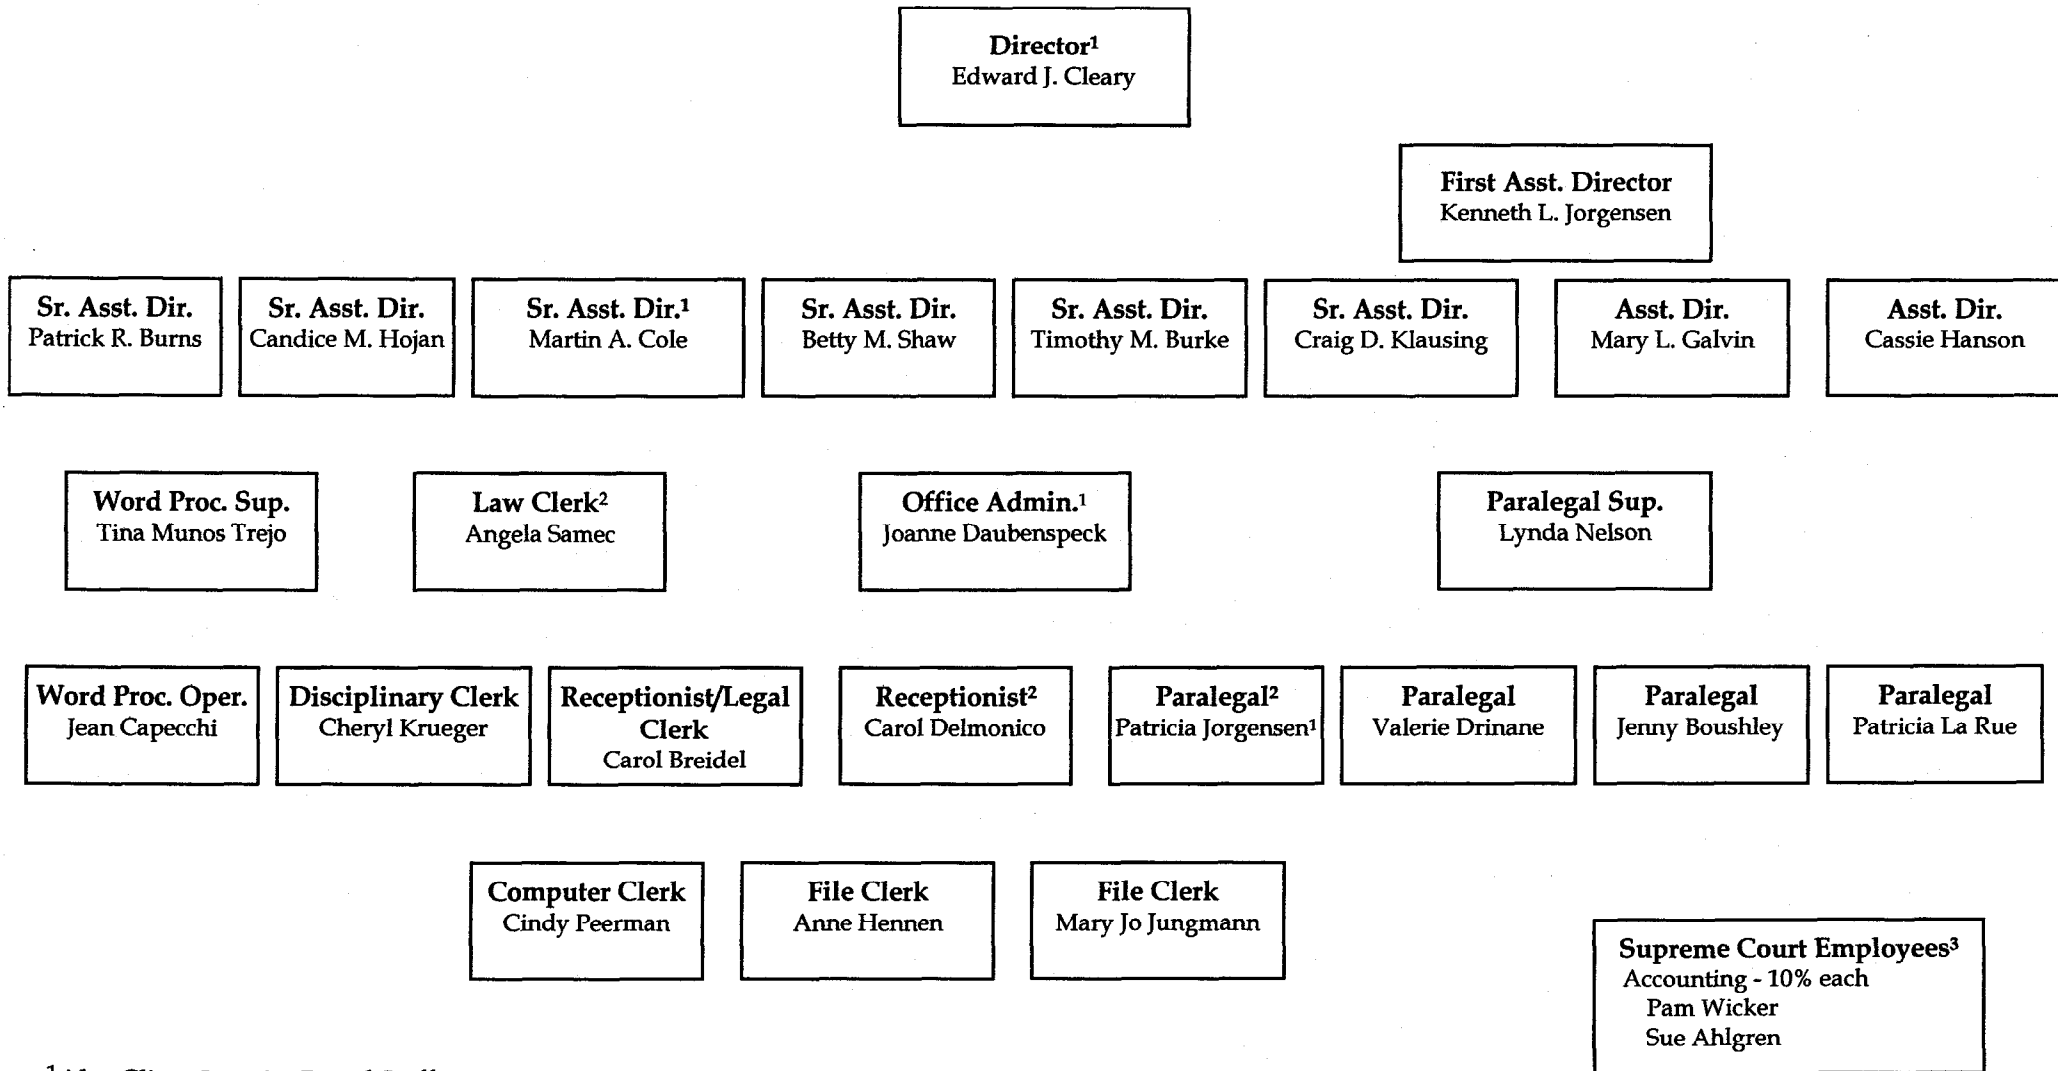 Director¹
Edward J. Cleary
First Asst. Director
Kenneth L. Jorgensen
Sr. Asst. Dir.
Patrick R. Burns
Sr. Asst. Dir.
Candice M. Hojan
Sr. Asst. Dir.¹
Martin A. Cole
Sr. Asst. Dir.
Betty M. Shaw
Sr. Asst. Dir.
Timothy M. Burke
Sr. Asst. Dir.
Craig D. Klausing
Asst. Dir.
Mary L. Galvin
Asst. Dir.
Cassie Hanson
Word Proc. Sup.
Tina Munos Trejo
Law Clerk²
Angela Samec
Office Admin.¹
Joanne Daubenspeck
Paralegal Sup.
Lynda Nelson
Word Proc. Oper.
Jean Capecchi
Disciplinary Clerk
Cheryl Krueger
Receptionist/Legal
Clerk
Carol Breidel
Receptionist²
Carol Delmonico
Paralegal²
Patricia Jorgensen¹
Paralegal
Valerie Drinane
Paralegal
Jenny Boushley
Paralegal
Patricia La Rue
Computer Clerk
Cindy Peerman
File Clerk
Anne Hennen
File Clerk
Mary Jo Jungmann
Supreme Court Employees³
Accounting - 10% each
Pam Wicker
Sue Ahlgren